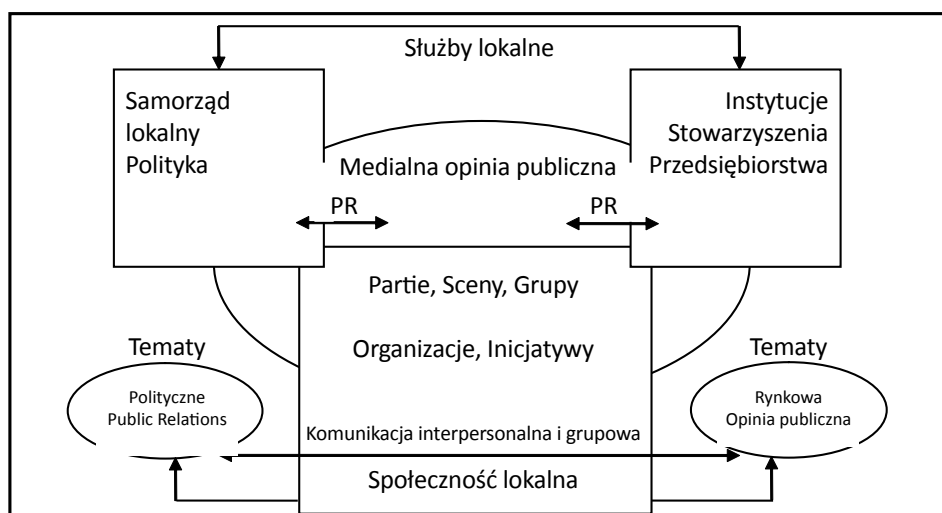 Służby lokalne
Samorząd
lokalny
Polityka
Instytucje
Stowarzyszenia
Przedsiębiorstwa
Medialna opinia publiczna
PR
PR
Partie, Sceny, Grupy
Organizacje, Inicjatywy
Tematy
Tematy
Polityczne
Public Relations
Rynkowa
Opinia publiczna
Komunikacja interpersonalna i grupowa
Społeczność lokalna